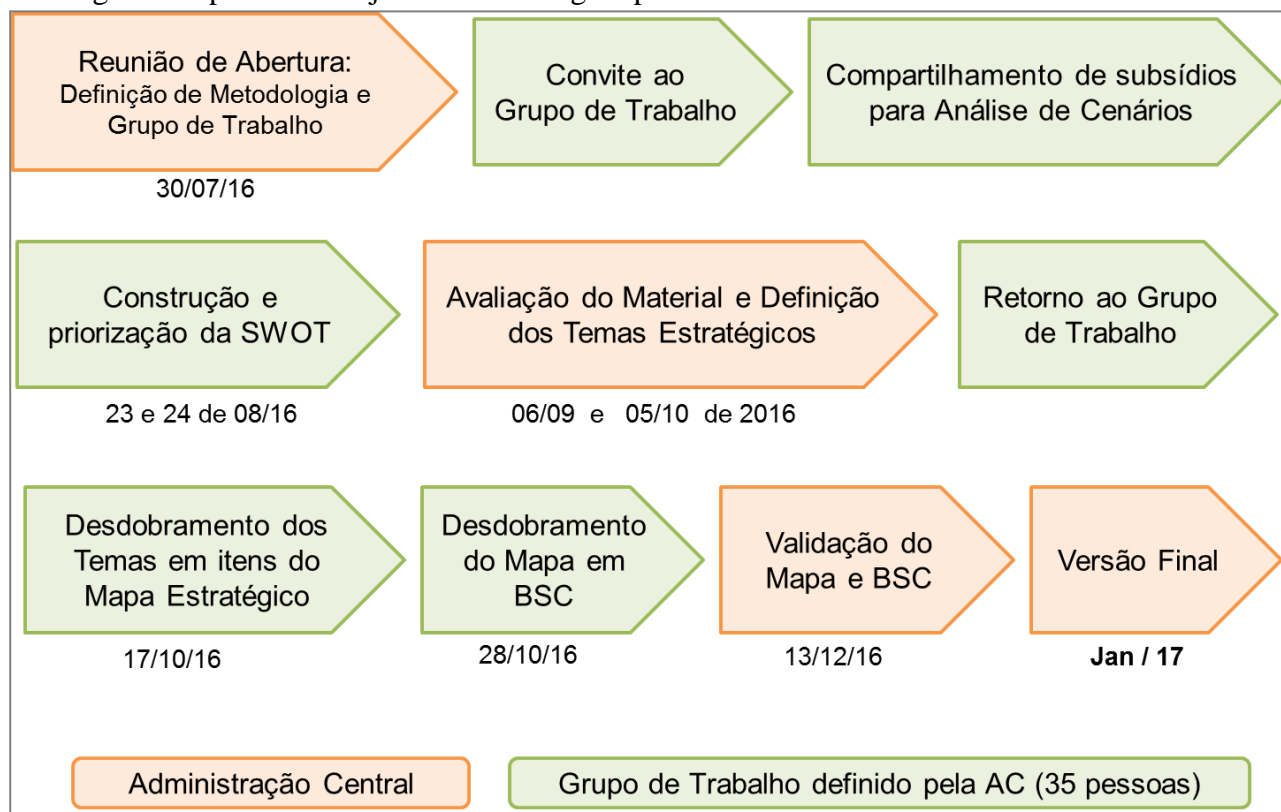 Reunião de Abertura:
Definição de Metodologia e
Grupo de Trabalho
30/07/16
Convite ao
Grupo de Trabalho
Compartilhamento de subsídios
para Análise de Cenários
Construção e
priorização da SWOT
23 e 24 de 08/16
Avaliação do Material e Definição
dos Temas Estratégicos
06/09 e 05/10 de 2016
Retorno ao Grupo
de Trabalho
Desdobramento dos
Temas em itens do
Mapa Estratégico
17/10/16
Desdobramento
do Mapa em
BSC
28/10/16
Validação do
Mapa e BSC
13/12/16
Versão Final
Jan / 17
Administração Central
Grupo de Trabalho definido pela AC (35 pessoas)